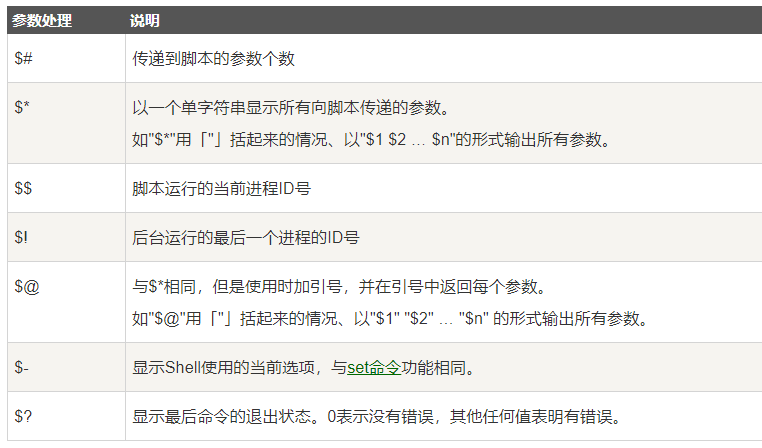 参数处理 说明
$# 传递到脚本的参数个数
$* 以一个单字符串显示所有向脚本传递的参数。
如"$*"用「"」括起来的情况、以"$1 $2 … $n"的形式输出所有参数。
$$ 脚本运行的当前进程ID号
$! 后台运行的最后一个进程的ID号
$@ 与$*相同，但是使用时加引号，并在引号中返回每个参数。
如"$@"用「"」括起来的情况、以"$1" "$2" … "$n" 的形式输出所有参数。
$- 显示Shell使用的当前选项，与set命令功能相同。
$? 显示最后命令的退出状态。0表示没有错误，其他任何值表明有错误。